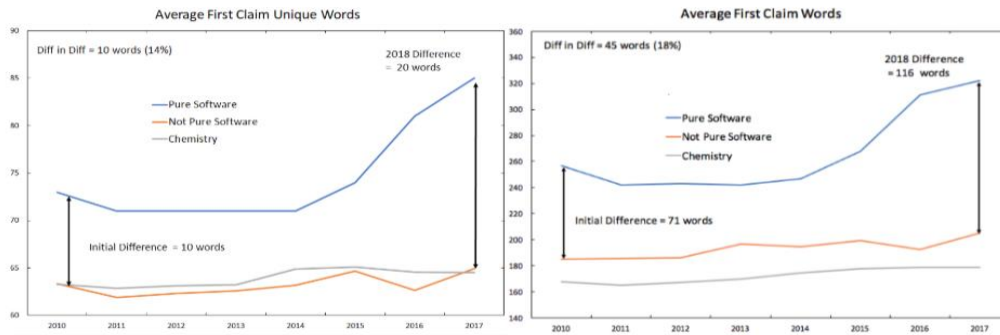 Average First Claim Unique Words
90
85
80
75
70
65
60
Diff in Diff = 10 words (14%)
2018 Difference
= 20 words
Pure Software
Not Pure Software
Chemistry
Initial Difference = 10 words
2010 2011 2012 2013 2014 2015 2016 2017
Average First Claim Words
360
340
320
300
280
260
240
220
200
180
160
140
Diff in Diff = 45 words (18%)
2018 Difference
= 116 words
Pure Software
Not Pure Software
Chemistry
Initial Difference = 71 words
2010 2011 2012 2013 2014 2015 2016 2017